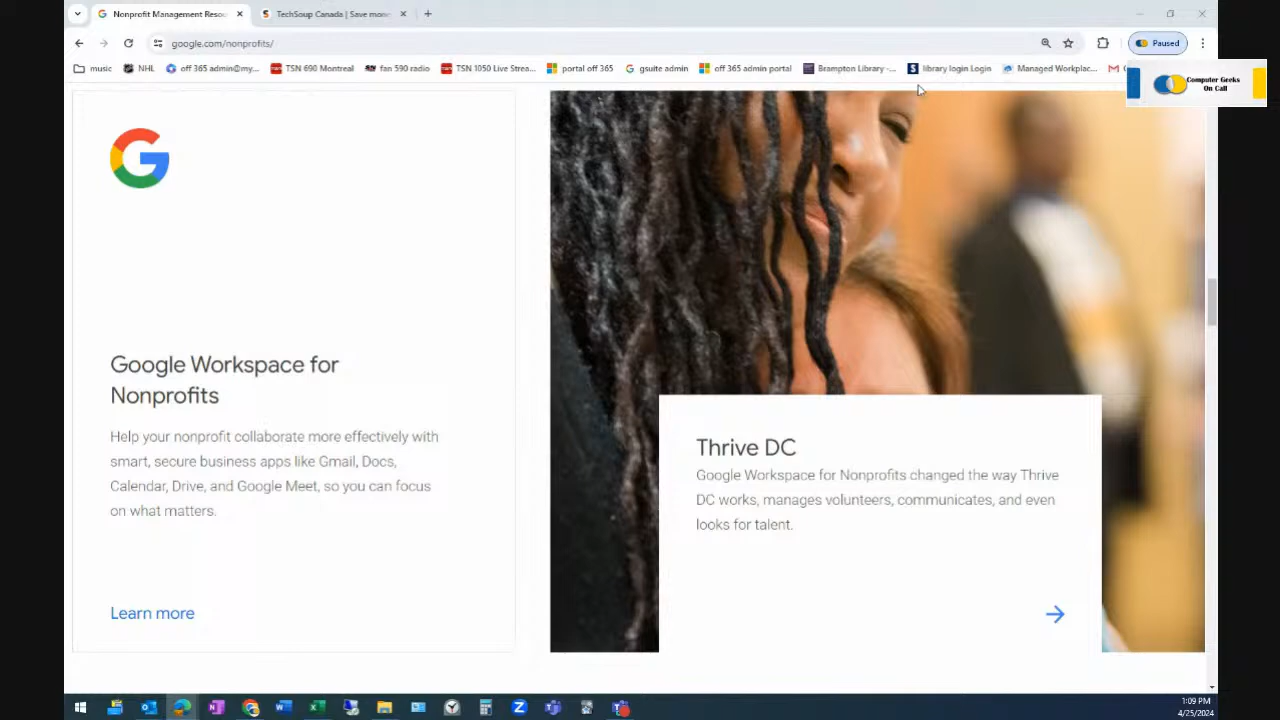 Nonprofit Management Resou
TechSoup Canada | Save mone
google.com/nonprofits/
Paused
music
NHL
off 365 admin@my...
TSN 690 Montreal
fan 590 radio
TSN 1050 Live Strea...
portal off 365
gsuite admin
off 365 admin portal
Brampton Library -...
library login Login
Managed Workplac...
Computer Geeks
On Call
Google Workspace for
Nonprofits
Help your nonprofit collaborate more effectively with
smart, secure business apps like Gmail, Docs,
Calendar, Drive, and Google Meet, so you can focus
on what matters.
Learn more
Thrive DC
Google Workspace for Nonprofits changed the way Thrive
DC works, manages volunteers, communicates, and even
looks for talent.
1:09 PM
4/25/2024